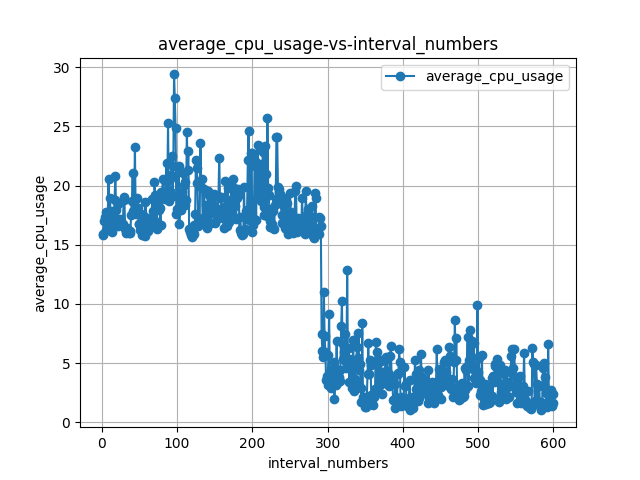 average_cpu_usage-vs-interval_numbers
average_cpu_usage
30
25
20
15
10
5
0
average_cpu_usage
0 100 200 300 400 500 600
interval_numbers